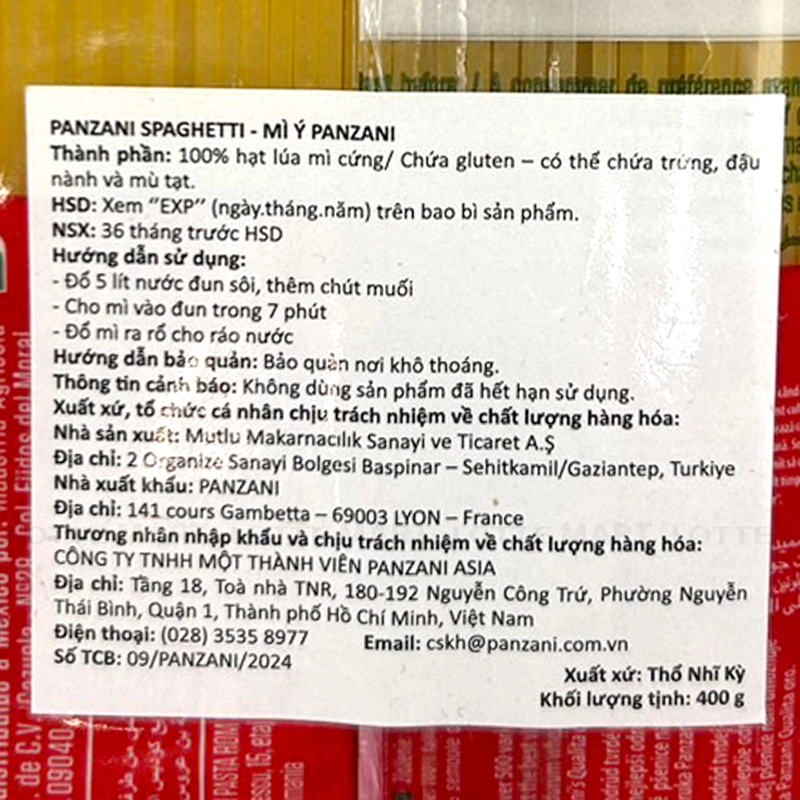 best before / À consommer de préférence avan
PANZANI SPAGHETTI - MÌ Ý PANZANI
Thành phần: 100% hạt lúa mì cứng/ Chứa gluten – có thể chứa trứng, đậu
nành và mù tạt.
HSD: Xem “EXP” (ngày.tháng.năm) trên bao bì sản phẩm.
NSX: 36 tháng trước HSD
Hướng dẫn sử dụng:
- Đổ 5 lít nước đun sôi, thêm chút muối
- Cho mì vào đun trong 7 phút
- Đổ mì ra rổ cho ráo nước
Hướng dẫn bảo quản: Bảo quản nơi khô thoáng.
Thông tin cảnh báo: Không dùng sản phẩm đã hết hạn sử dụng.
Xuất xứ, tổ chức cá nhân chịu trách nhiệm về chất lượng hàng hóa:
Nhà sản xuất: Mutlu Makarnacılık Sanayi ve Ticaret A.Ş
Địa chỉ: 2 Organize Sanayi Bolgesi Baspinar – Sehitkamil/Gaziantep, Turkiye
Nhà xuất khẩu: PANZANI
Địa chỉ: 141 cours Gambetta – 69003 LYON – France
Thương nhân nhập khẩu và chịu trách nhiệm về chất lượng hàng hóa:
CÔNG TY TNHH MỘT THÀNH VIÊN PANZANI ASIA
Địa chỉ: Tầng 18, Toà nhà TNR, 180-192 Nguyễn Công Trứ, Phường Nguyễn
Thái Bình, Quận 1, Thành phố Hồ Chí Minh, Việt Nam
Điện thoại: (028) 3535 8977 Email: cskh@panzani.com.vn
Số TCB: 09/PANZANI/2024
Xuất xứ: Thổ Nhĩ Kỳ
Khối lượng tịnh: 400 g